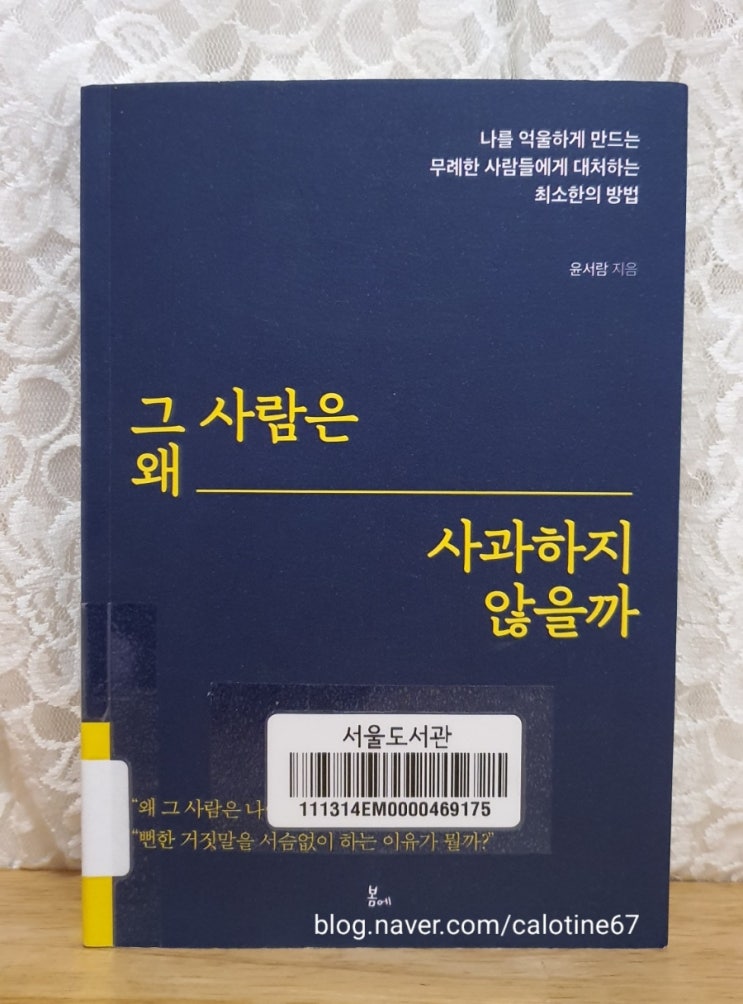 나를 억울하게 만드는
무례한 사람들에게 대처하는
최소한의 방법
윤서람 지음
그 사람은
왜
사과하지
않을까
서울도서관
111314EM0000469175
“왜 그 사람은 나
“뻔한 거짓말을 서슴없이 하는 이유가 뭘까?”
봄에
blog.naver.com/calotine67